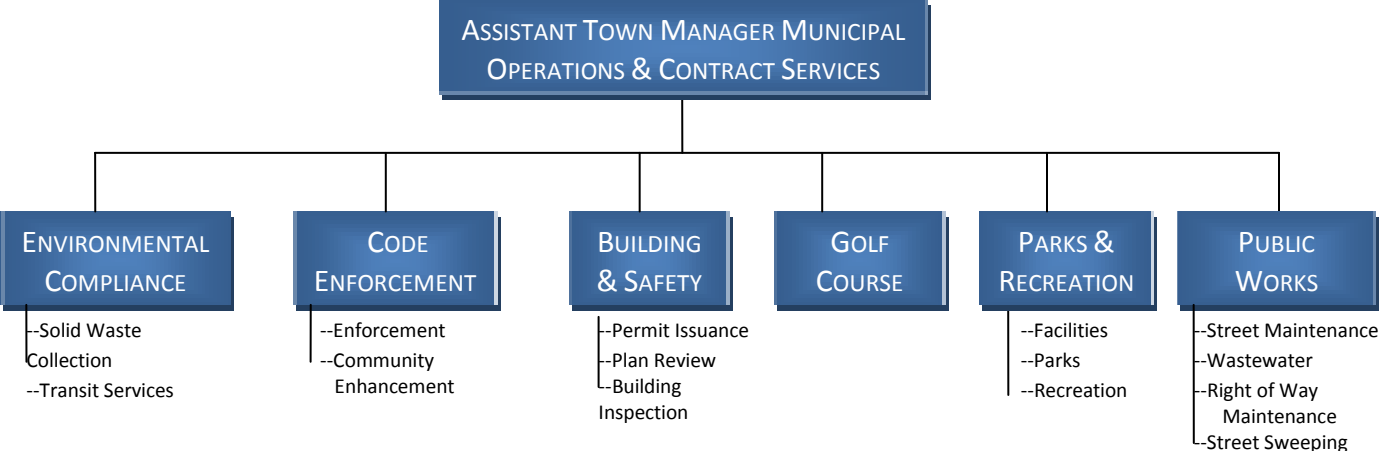 ASSISTANT TOWN MANAGER MUNICIPAL
OPERATIONS & CONTRACT SERVICES
ENVIRONMENTAL
COMPLIANCE
--Solid Waste
Collection
--Transit Services
CODE
ENFORCEMENT
--Enforcement
--Community
Enhancement
BUILDING
& SAFETY
--Permit Issuance
--Plan Review
--Building
Inspection
GOLF
COURSE
PARKS &
RECREATION
--Facilities
--Parks
--Recreation
PUBLIC
WORKS
--Street Maintenance
--Wastewater
--Right of Way
Maintenance
--Street Sweeping